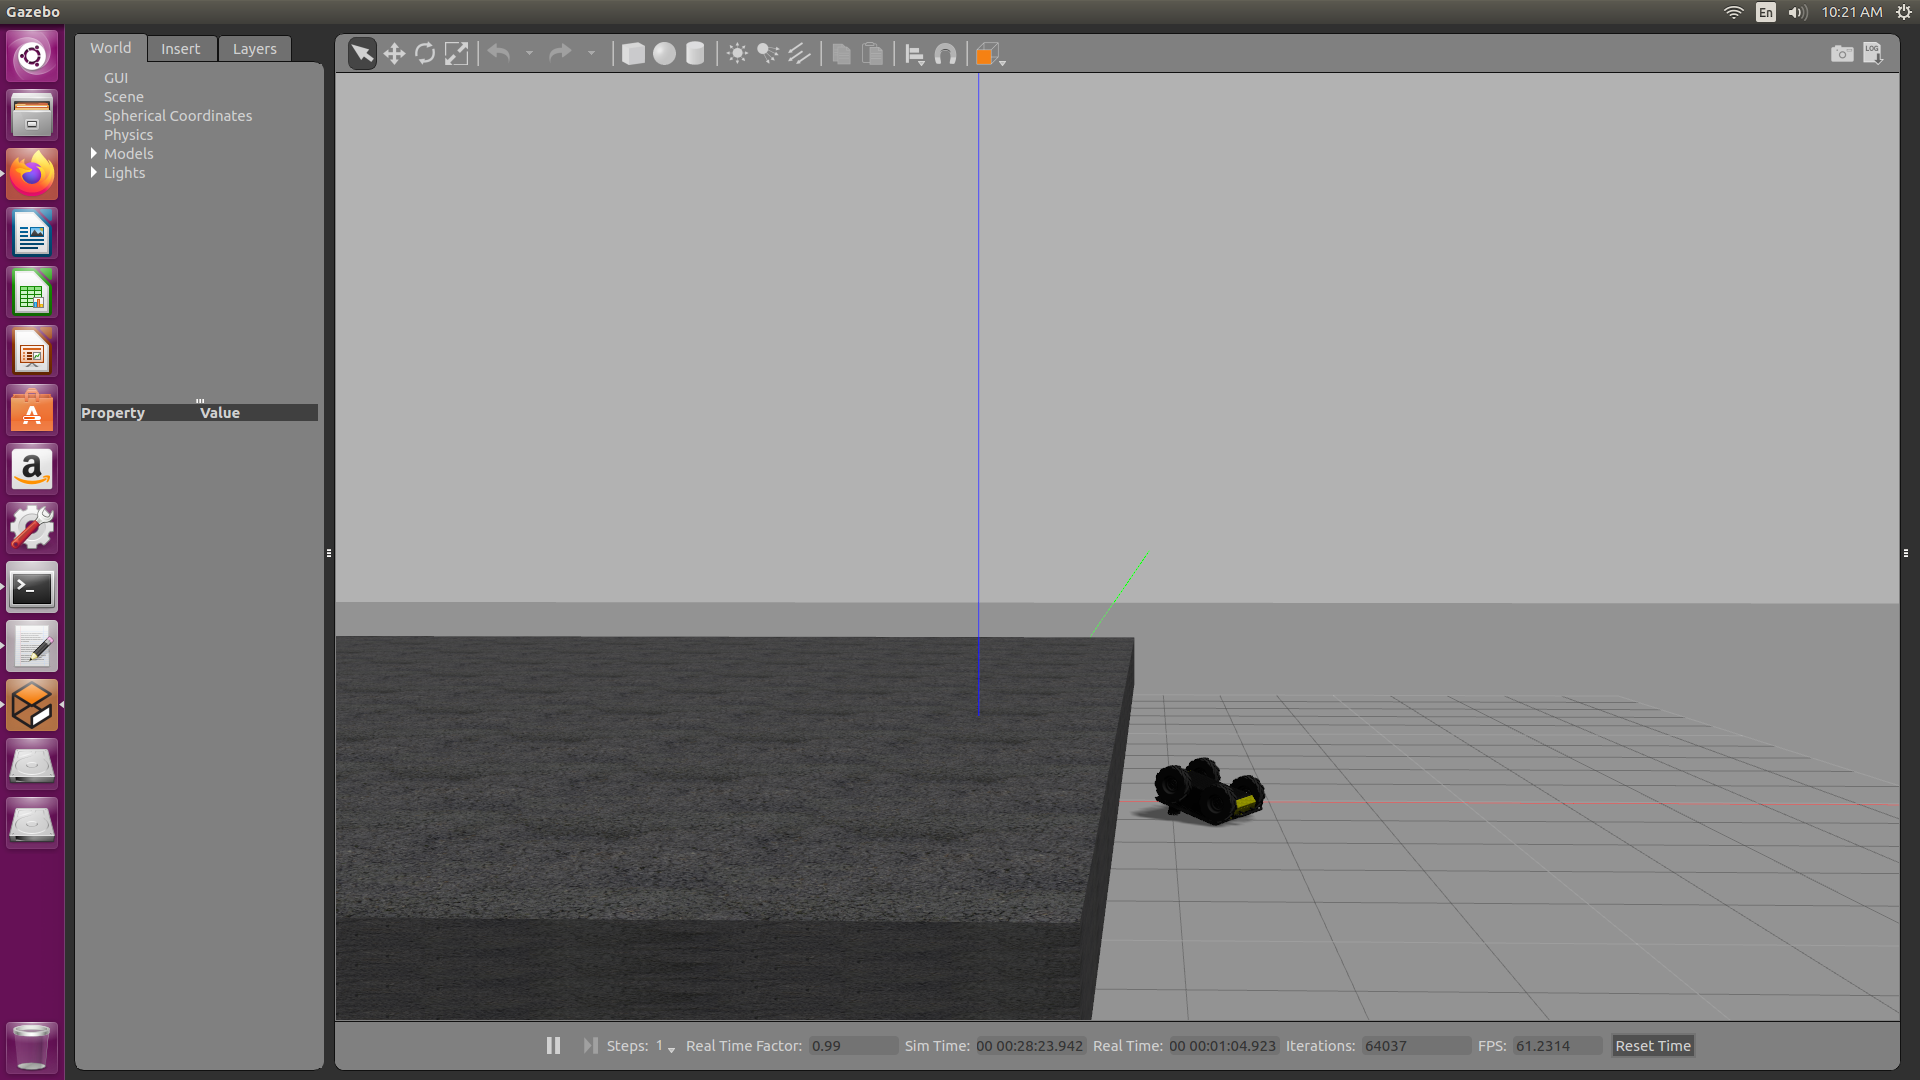 Gazebo
En
10:21 AM
World Insert Layers
LOG
GUI
Scene
Spherical Coordinates
Physics
Models
Lights
Property Value
Steps: 1 Real Time Factor: 0.99 Sim Time: 00 00:28:23.942 Real Time: 00 00:01:04.923 Iterations: 64037 FPS: 61.2314 Reset Time